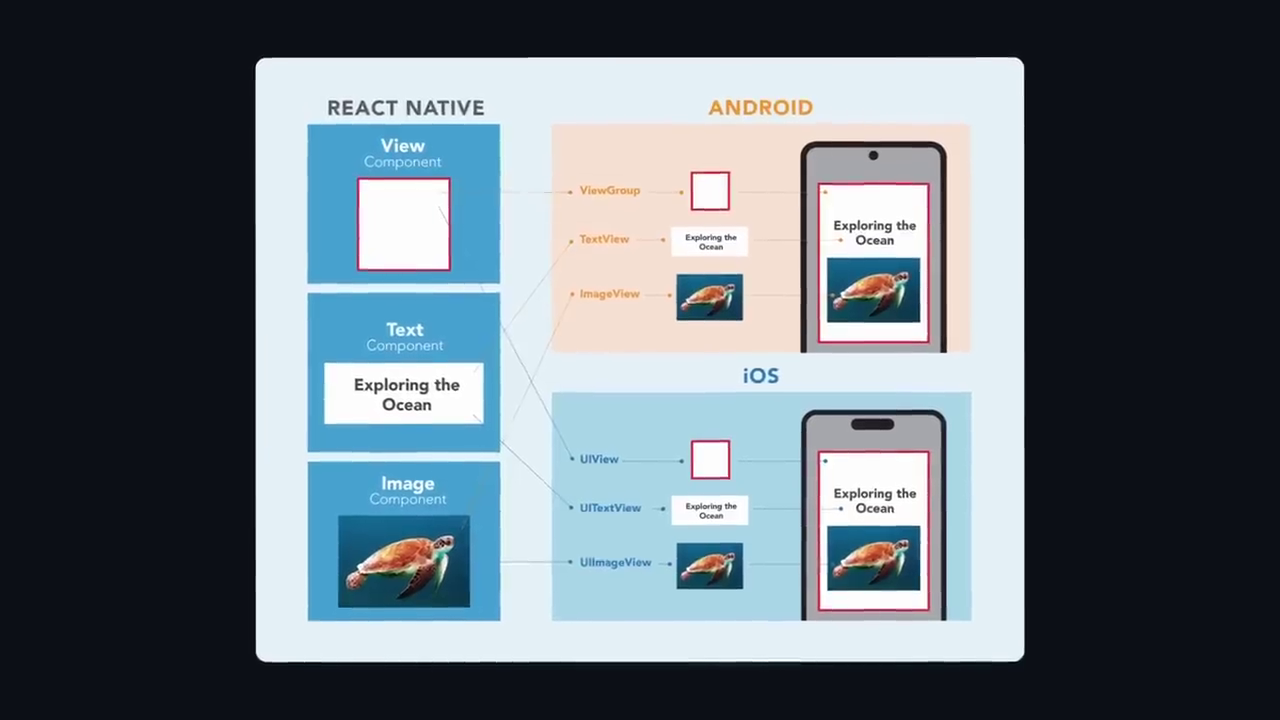 REACT NATIVE
View
Component
Text
Component
Exploring the
Ocean
Image
Component
ANDROID
ViewGroup
TextView
Exploring the
Ocean
ImageView
Exploring the
Ocean
iOS
UIView
UITextView
Exploring the
Ocean
UIImageView
Exploring the
Ocean